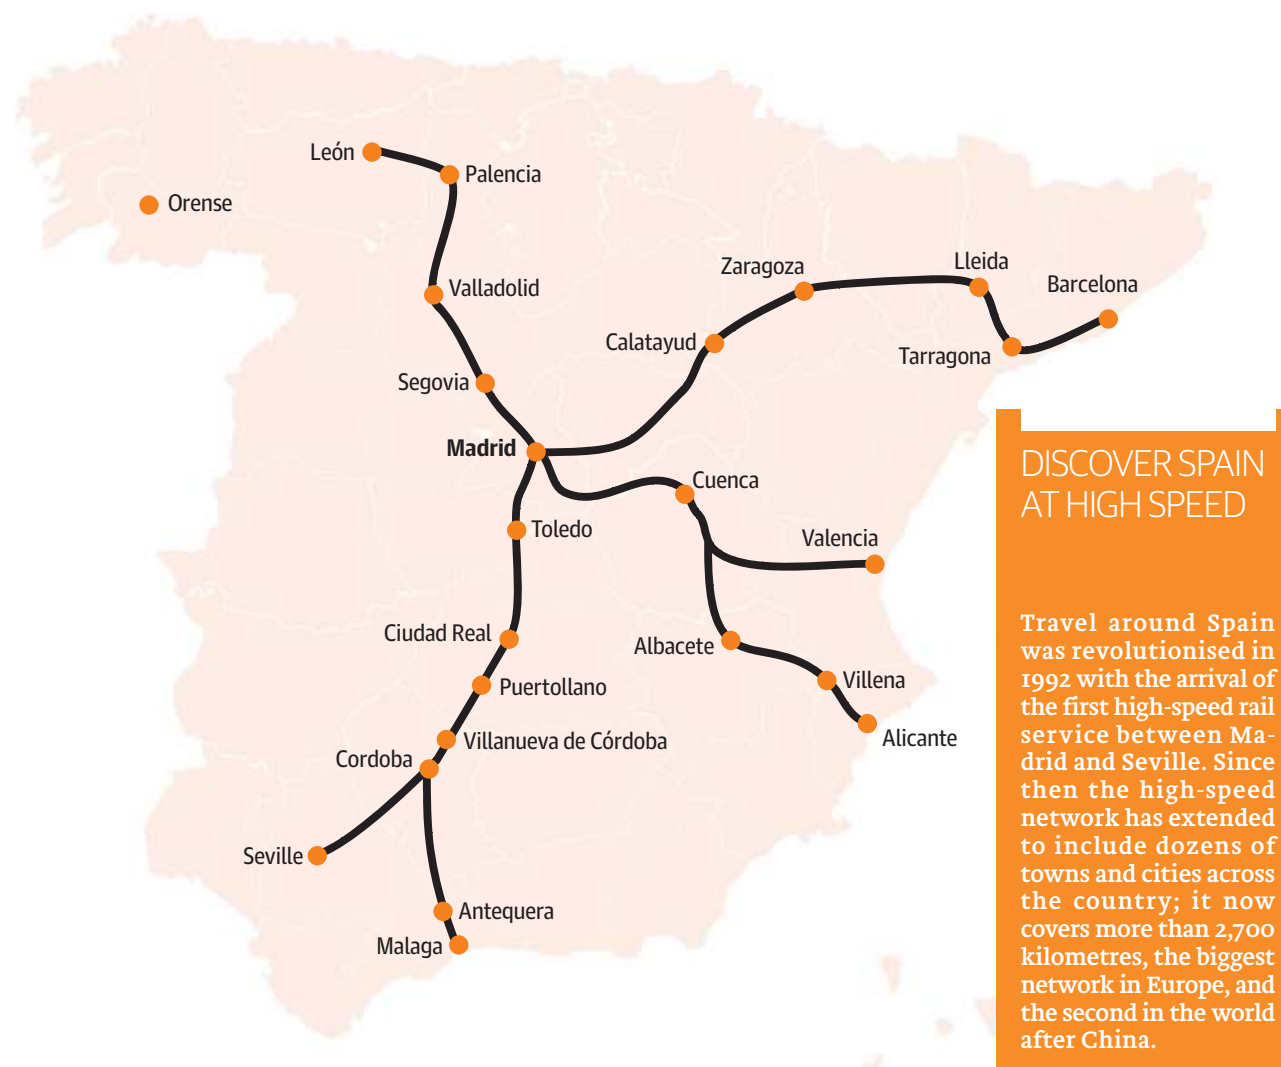 León
Palencia
Orense
Valladolid
Zaragoza
Lleida
Barcelona
Calatayud
Tarragona
Segovia
Madrid
Cuenca
Toledo
Valencia
Ciudad Real
Albacete
Puertollano
Villena
Villanueva de Córdoba
Alicante
Cordoba
Seville
Antequera
Malaga
DISCOVER SPAIN
AT HIGH SPEED
Travel around Spain
was revolutionised in
1992 with the arrival of
the first high-speed rail
service between Ma-
drid and Seville. Since
then the high-speed
network has extended
to include dozens of
towns and cities across
the country; it now
covers more than 2,700
kilometres, the biggest
network in Europe, and
the second in the world
after China.